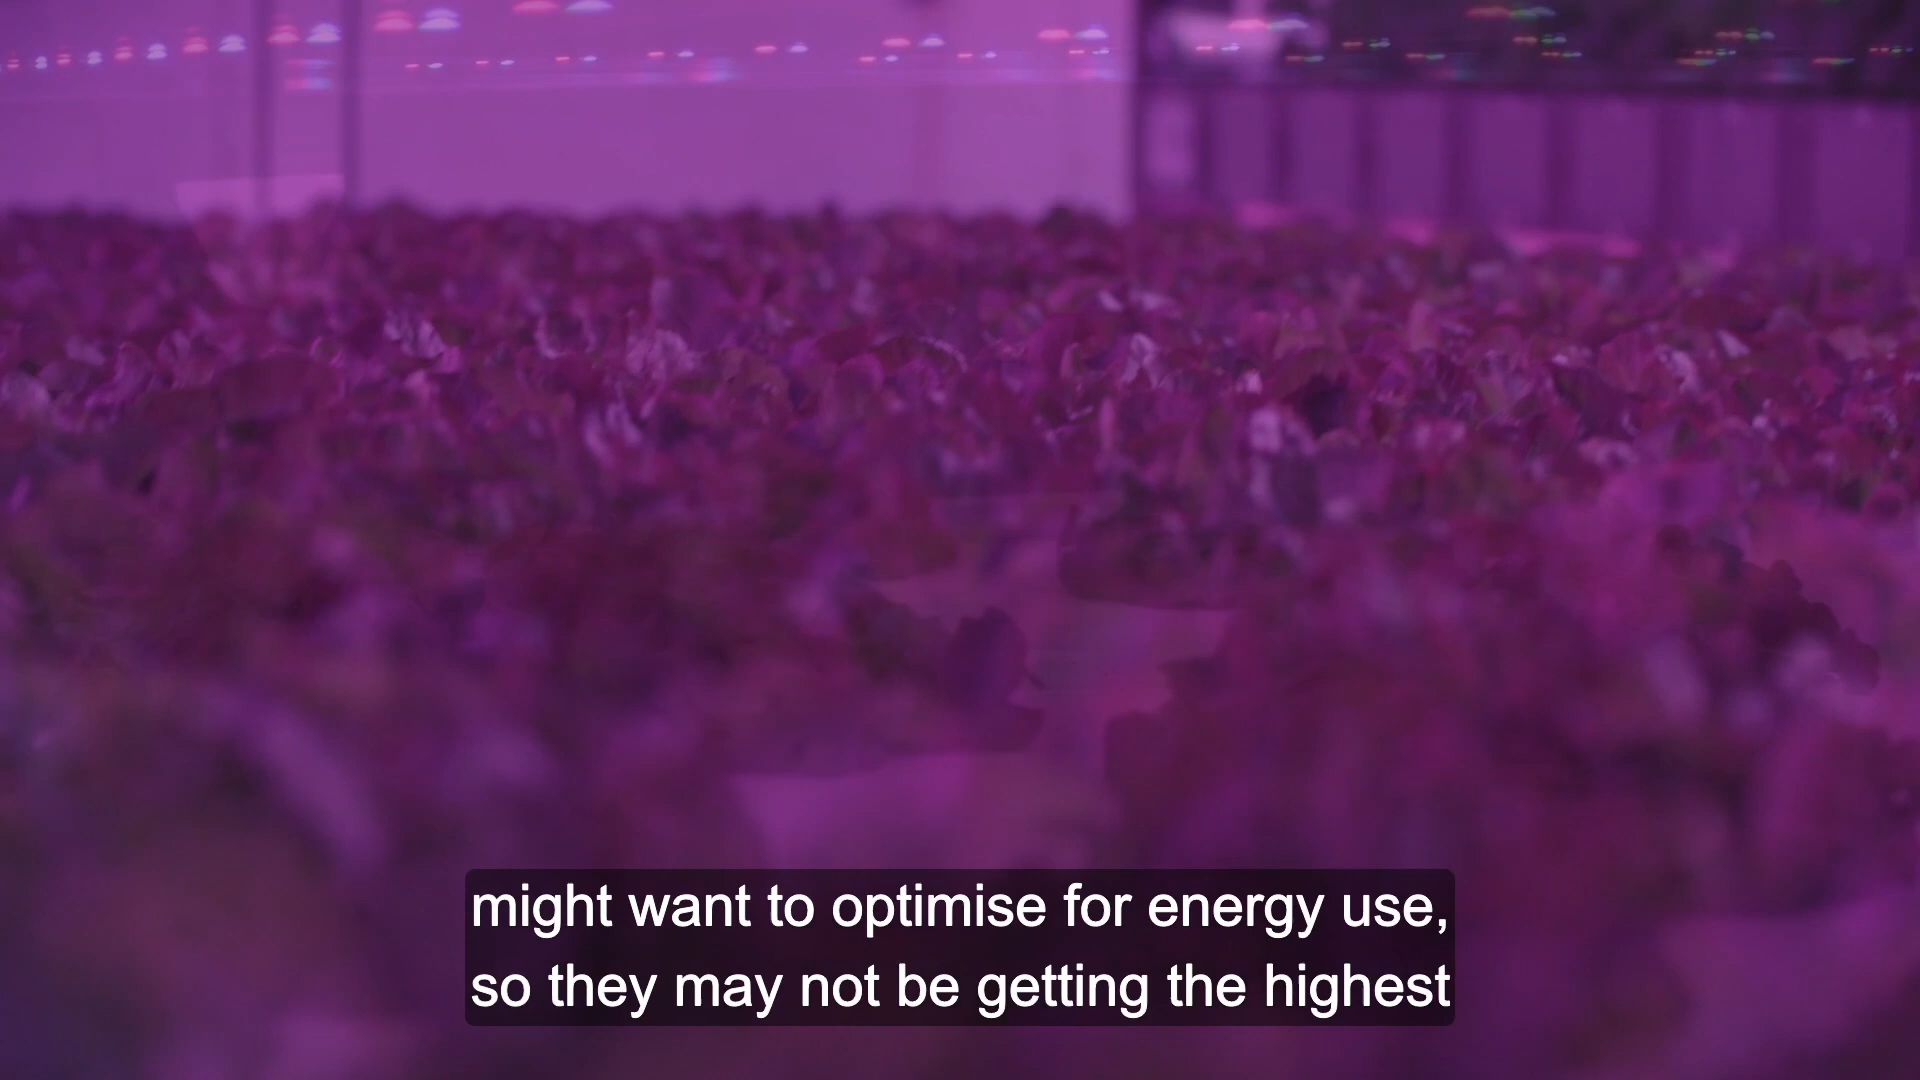 might want to optimise for energy use,
so they may not be getting the highest